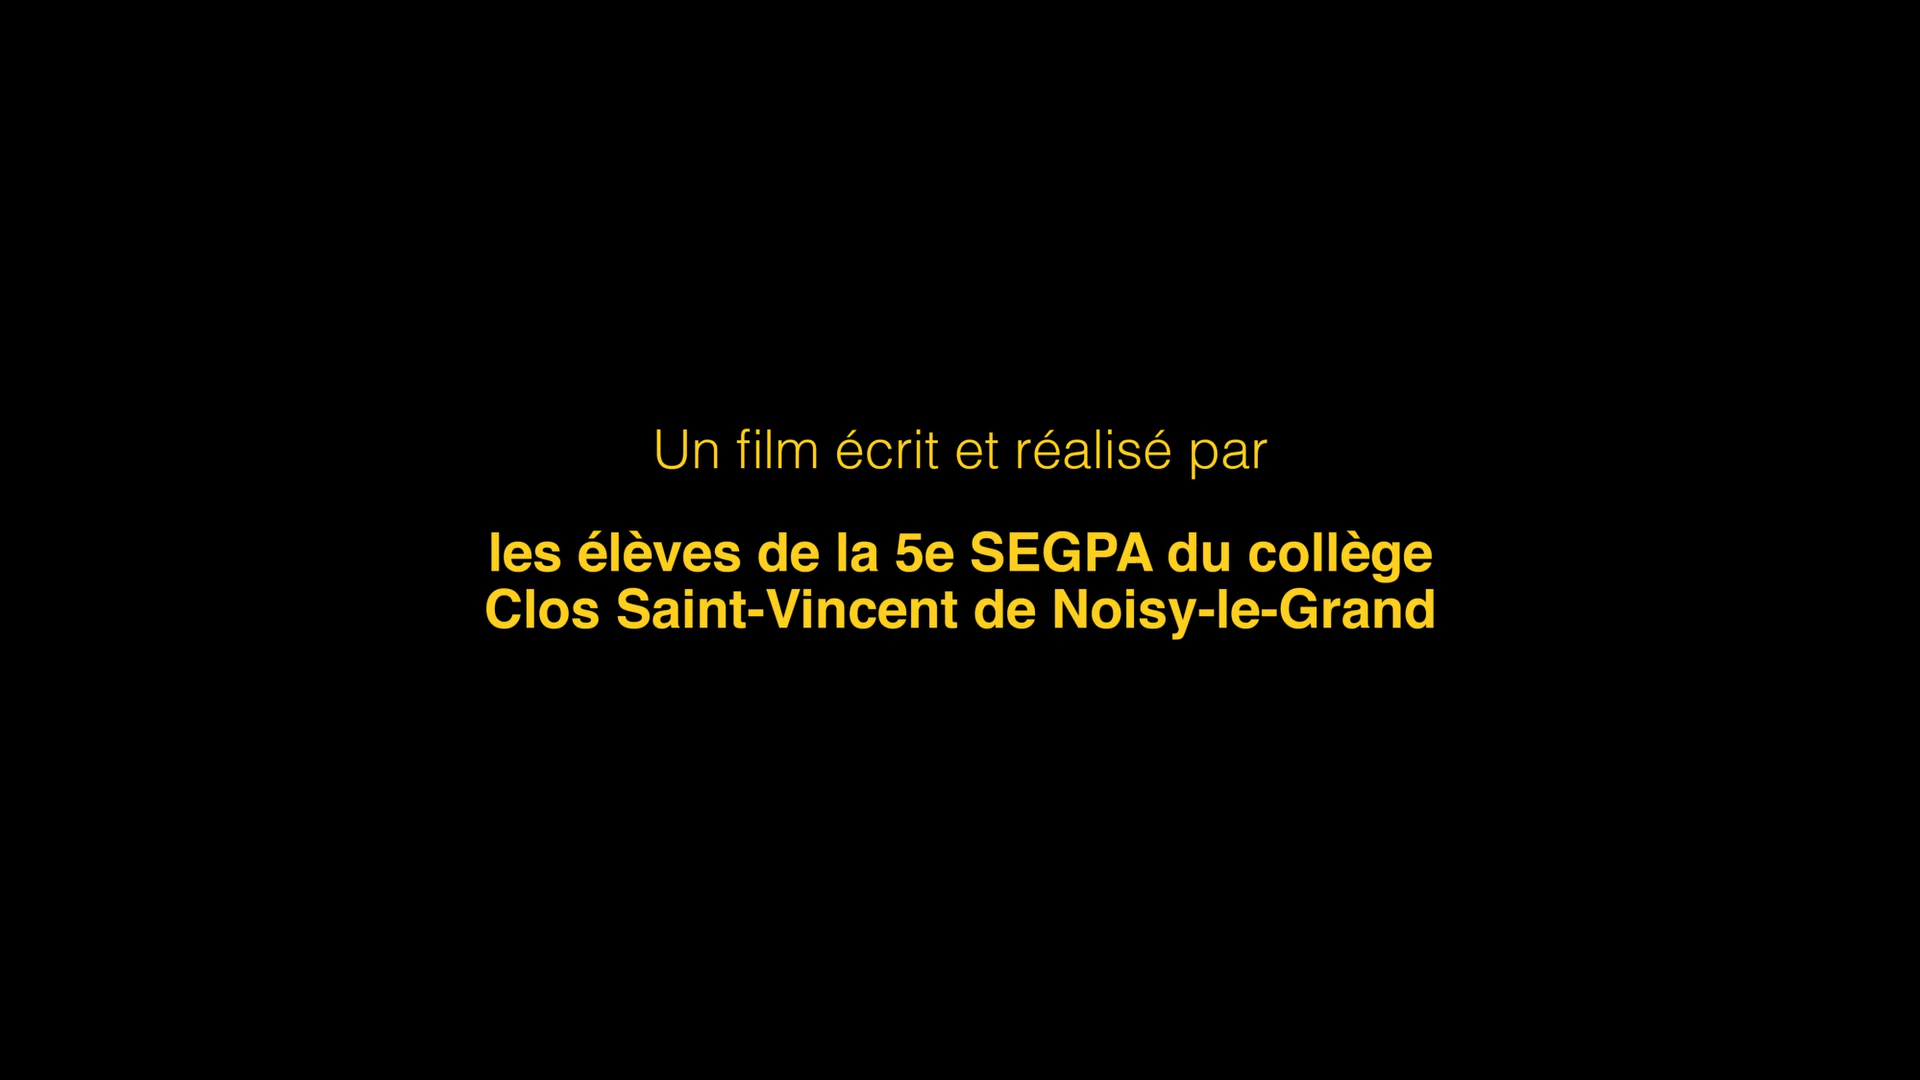 Un film écrit et réalisé par
les élèves de la 5e SEGPA du collège
Clos Saint-Vincent de Noisy-le-Grand